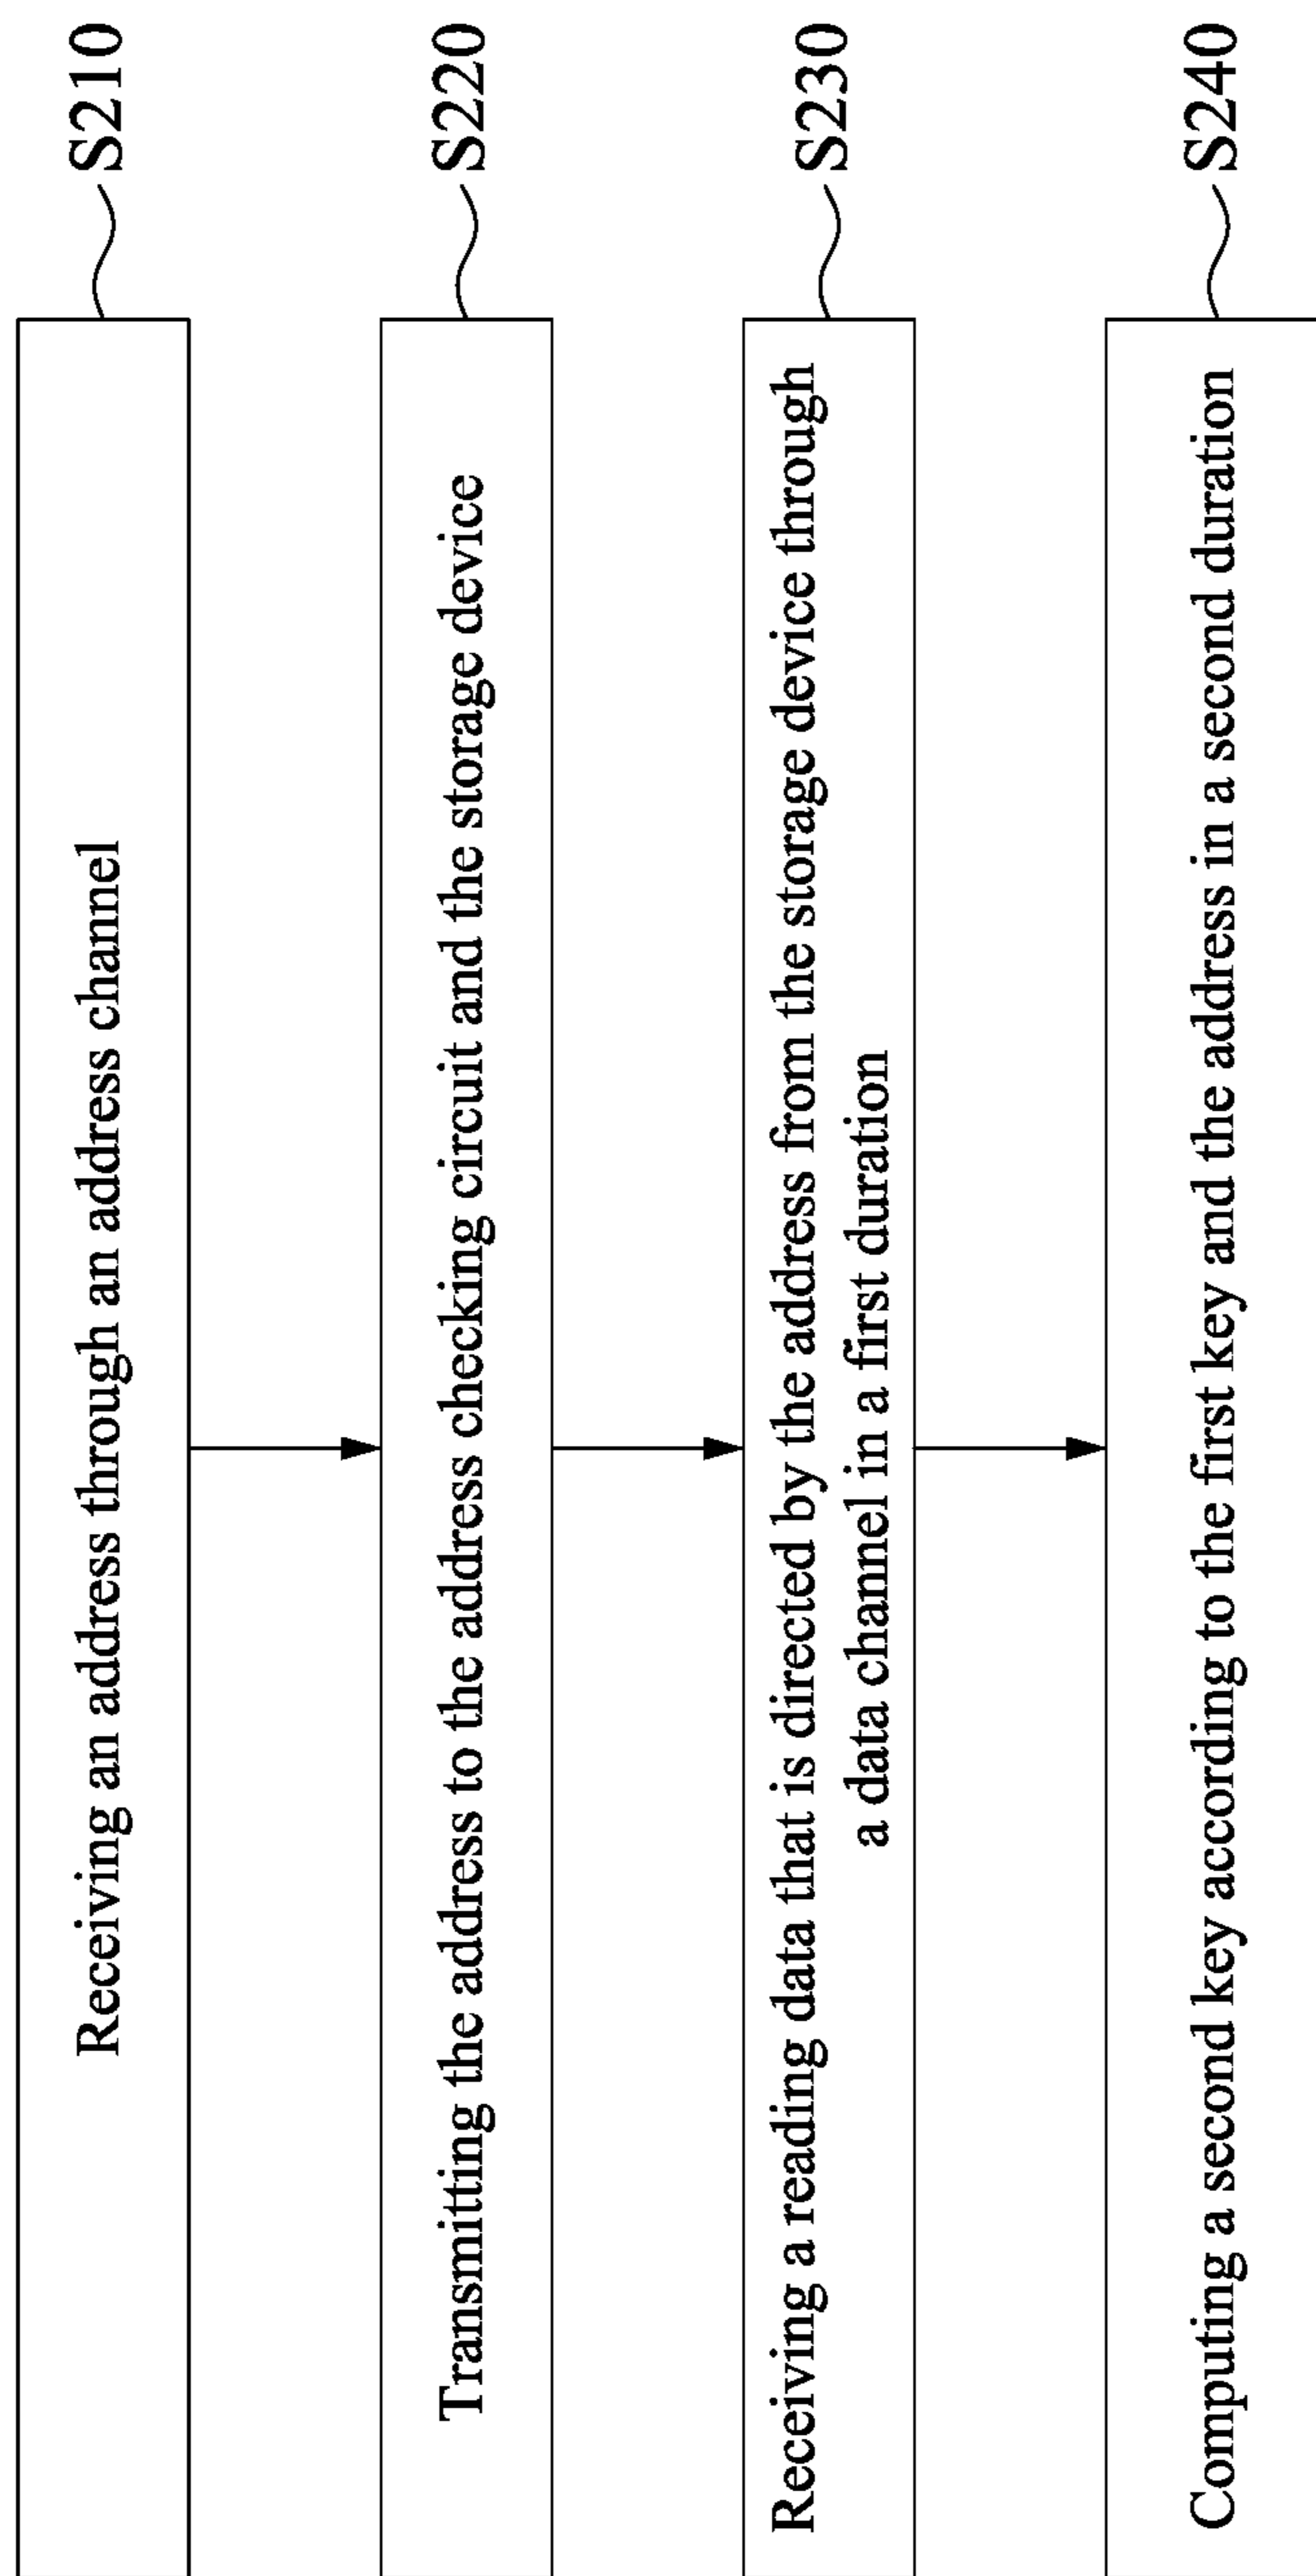 Receiving an address through an address channel
S210
Transmitting the address to the address checking circuit and the storage device
S220
Receiving a reading data that is directed by the address from the storage device through
a data channel in a first duration
S230
Computing a second key according to the first key and the address in a second duration
S240